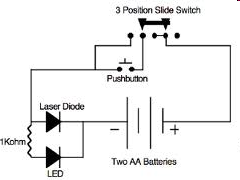 3 Position Slide Switch
Pushbutton
Laser Diode
1Kohm
LED
− +
Two AA Batteries